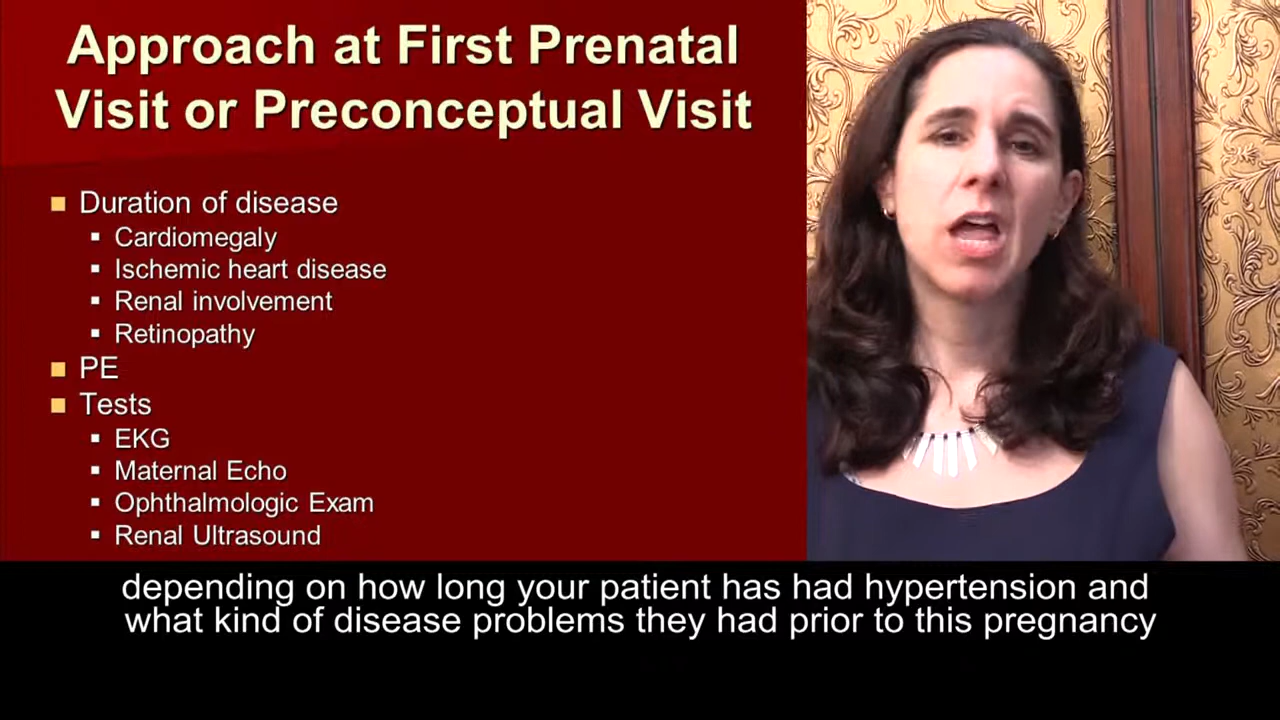 Approach at First Prenatal
Visit or Preconceptual Visit
Duration of disease
Cardiomegaly
Ischemic heart disease
Renal involvement
Retinopathy
PE
Tests
EKG
Maternal Echo
Ophthalmologic Exam
Renal Ultrasound
depending on how long your patient has had hypertension and
what kind of disease problems they had prior to this pregnancy